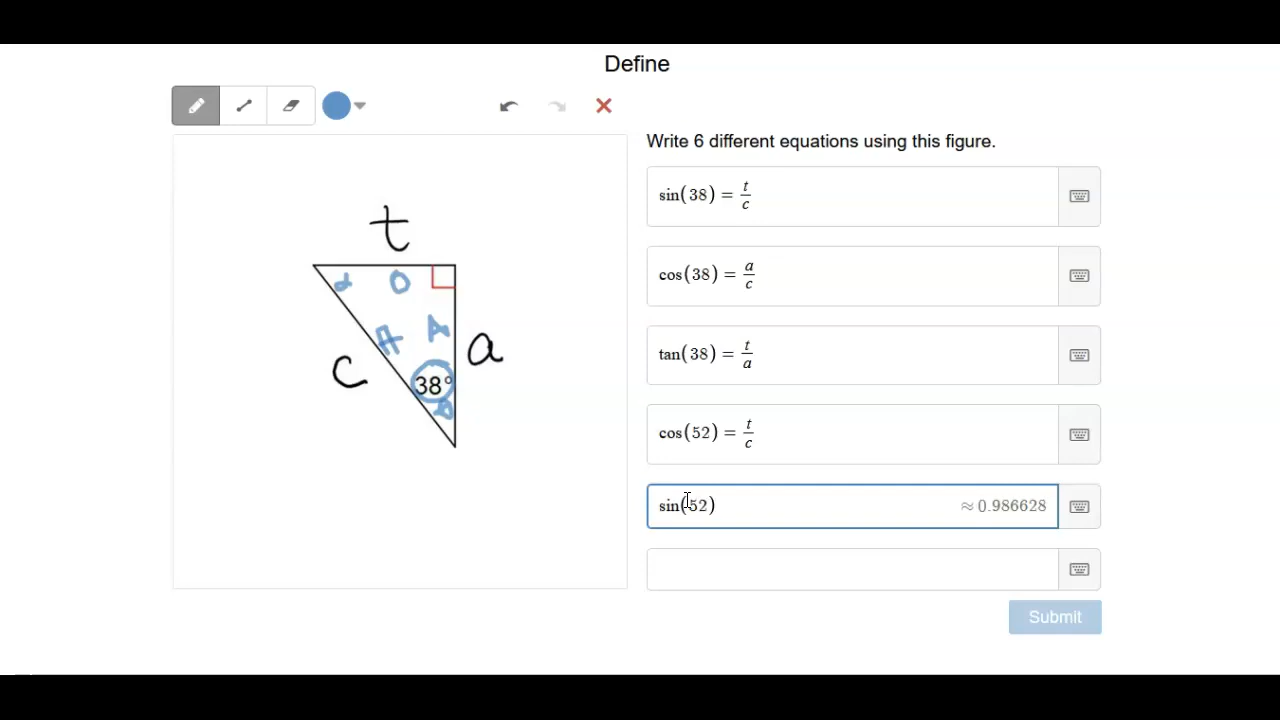 Define
Write 6 different equations using this figure.
t
α O
sin(38) = t/c
cos(38) = a/c
H A
c
a
tan(38) = t/a
38°
cos(52) = t/c
sin(52) ≈ 0.986628
Submit